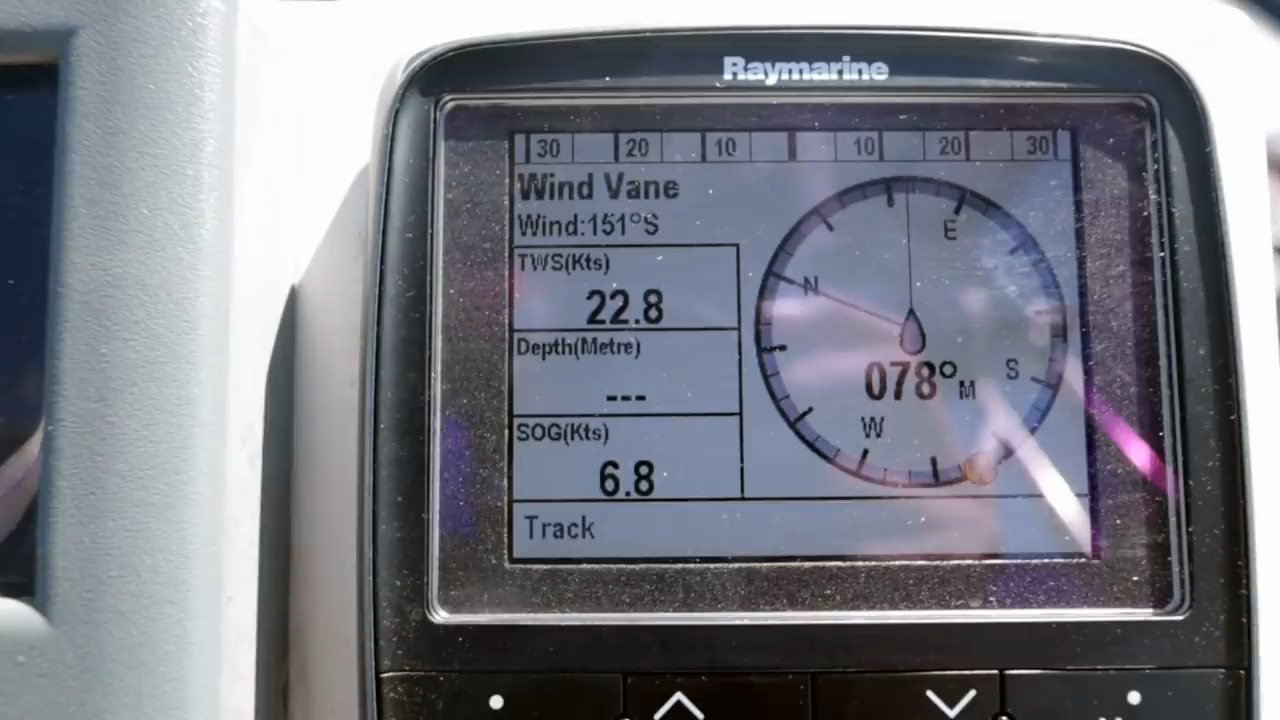 Raymarine
30 20 10 10 20 30
Wind Vane
Wind:151°S
TWS(Kts)
22.8
Depth(Metre)
---
SOG(Kts)
6.8
N
E
S
W
078°M
Track